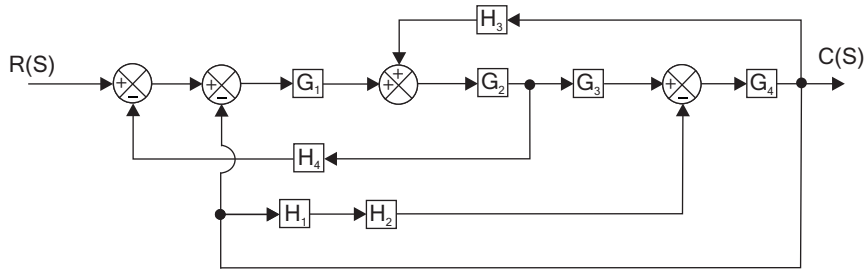 H₃
R(S)
C(S)
+
−
+
−
G₁
+
+
G₂
G₃
+
−
G₄
H₄
H₁
H₂